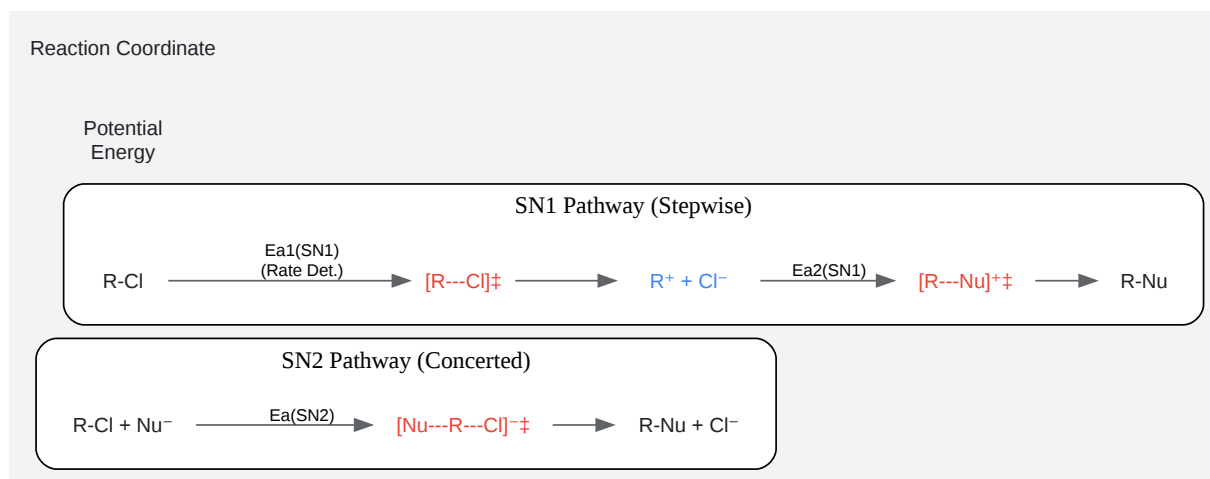 Reaction Coordinate
Potential
Energy
SN1 Pathway (Stepwise)
Ea1(SN1)
(Rate Det.)
R-Cl
[R---Cl]‡
R⁺ + Cl⁻
Ea2(SN1)
[R---Nu]⁺‡
R-Nu
SN2 Pathway (Concerted)
R-Cl + Nu⁻
Ea(SN2)
[Nu---R---Cl]⁻‡
R-Nu + Cl⁻